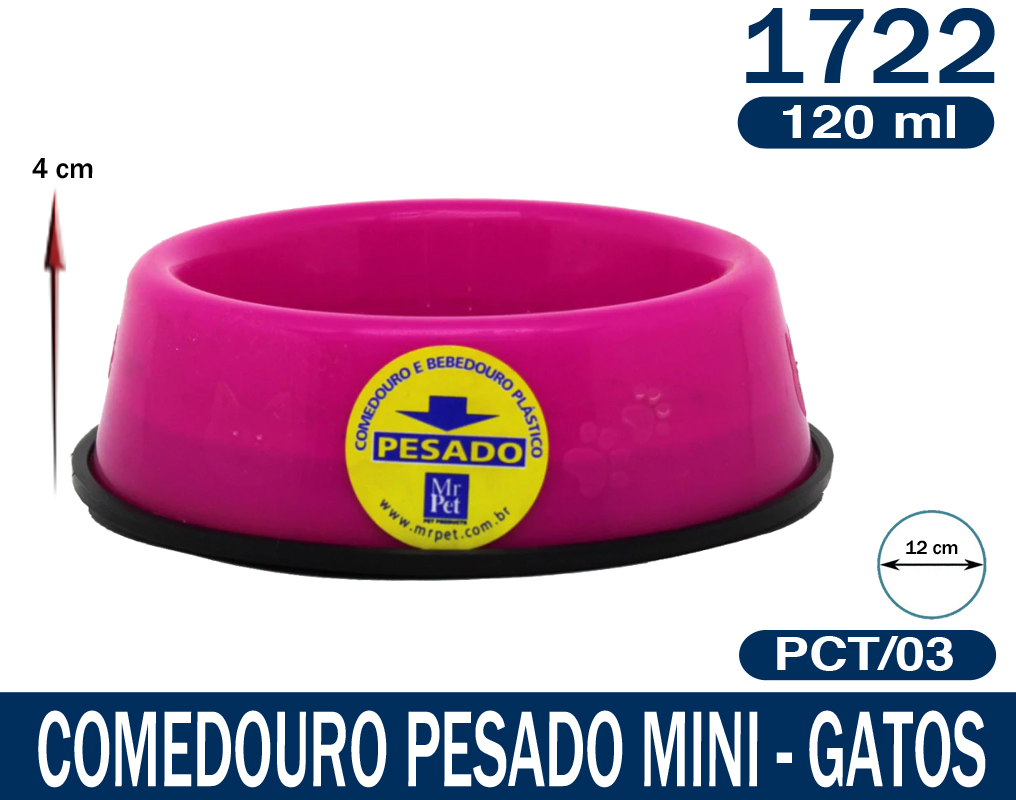 1722
120 ml
4 cm
COMEDOURO E BEBEDOURO PLÁSTICO
PESADO
Mr
Pet
PET PRODUCTS
www.mrpet.com.br
12 cm
PCT/03
COMEDOURO PESADO MINI - GATOS